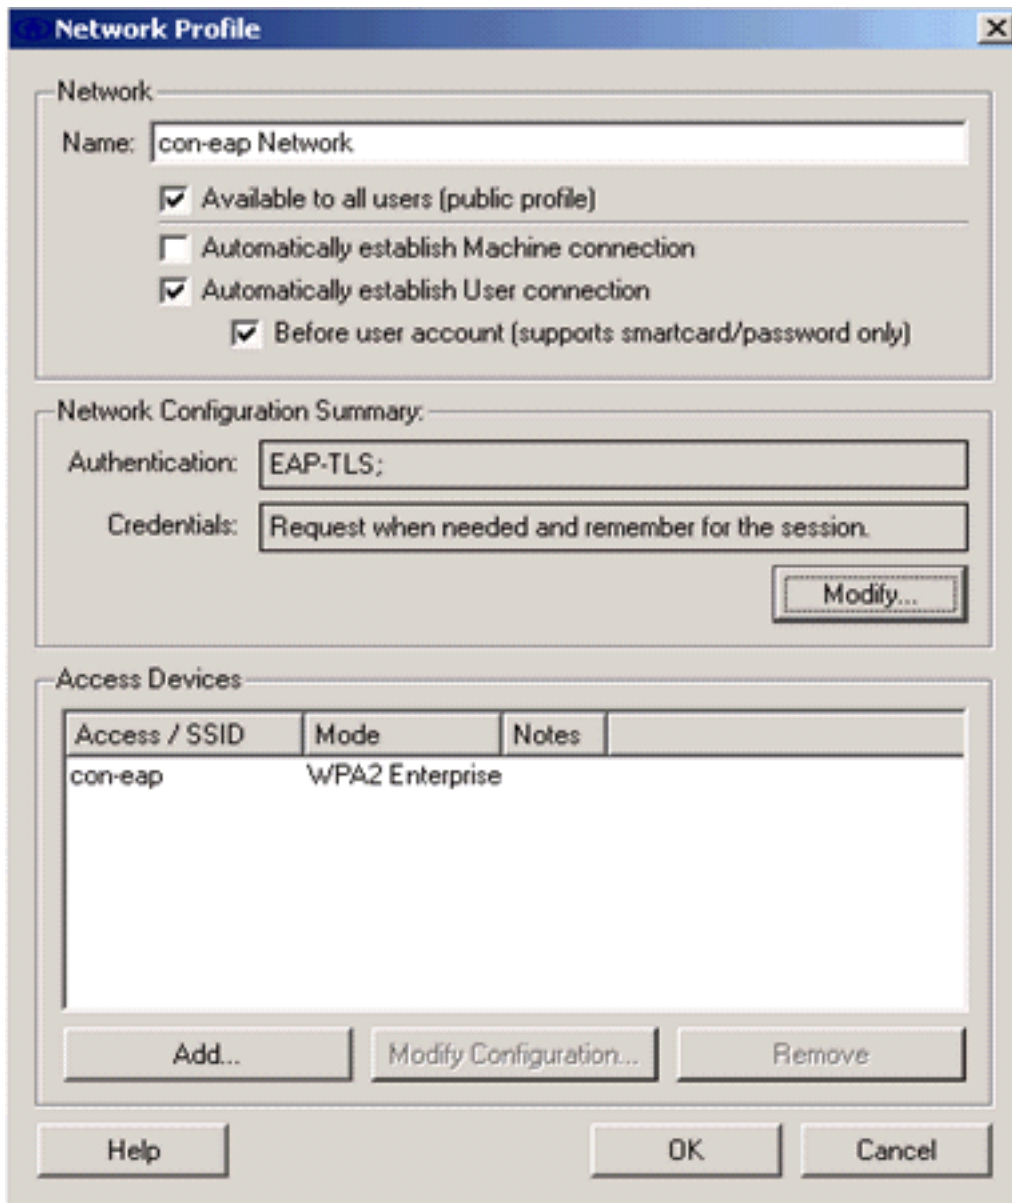 Network Profile
Network
Name: con-eap Network
Available to all users (public profile)
Automatically establish Machine connection
Automatically establish User connection
Before user account (supports smartcard/password only)
Network Configuration Summary:
Authentication: EAP-TLS;
Credentials: Request when needed and remember for the session.
Modify...
Access Devices
Access / SSID Mode Notes
con-eap WPA2 Enterprise
Add... Modify Configuration... Remove
Help OK Cancel